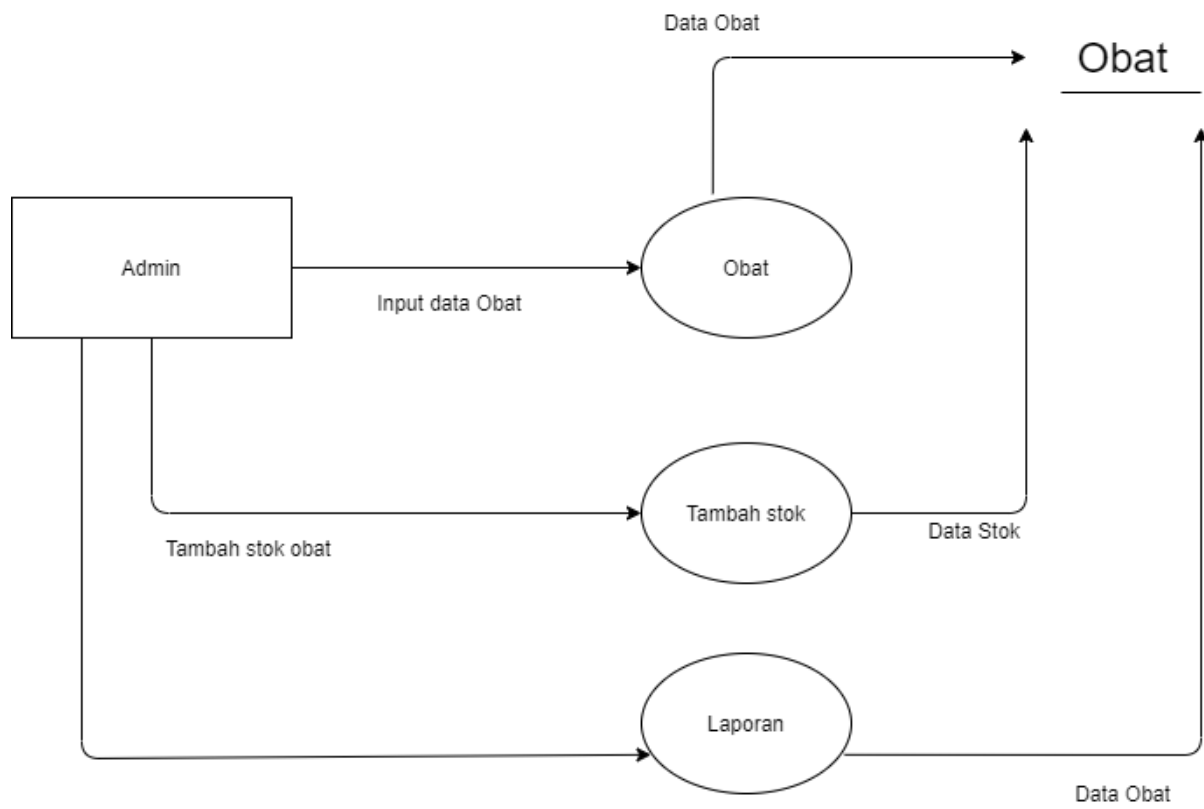 Data Obat
Obat
Admin
Input data Obat
Obat
Tambah stok obat
Tambah stok
Data Stok
Laporan
Data Obat